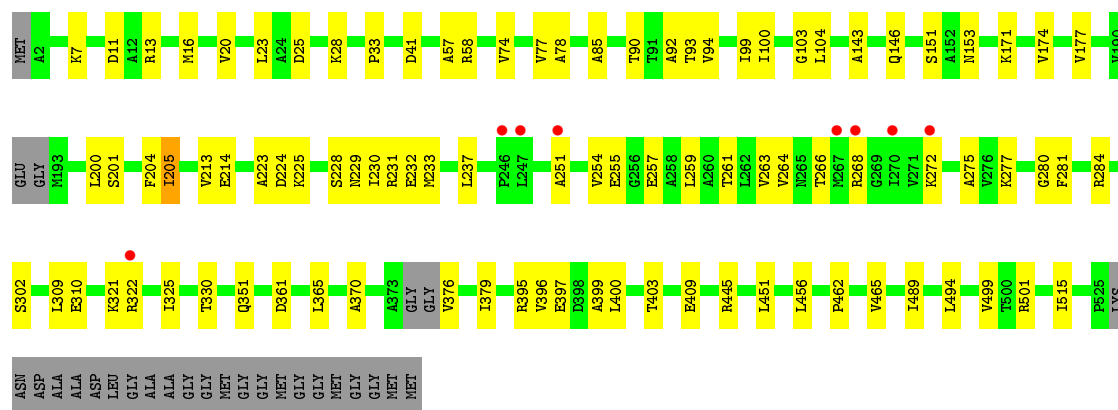 MET A2 K7 D11 A12 R13 M16 V20 L23 A24 D25 K28 P33 D41 A57 R58 V74 V77 A78 A85 T90 T91 A92 T93 V94 I99 I100 G103 L104 A143 Q146 S151 A152 N153 K171 V174 V177 V190
GLU GLY M193 L200 S201 F204 I205 V213 E214 A223 D224 K225 S228 N229 I230 R231 E232 M233 L237 P246 L247 A251 V254 E255 G256 E257 A258 L259 A260 T261 L262 V263 V264 N265 T266 M267 R268 G269 I270 V271 K272 A275 V276 K277 G280 F281 R284
S302 L309 E310 K321 R322 I325 T330 Q351 D361 L365 A370 A373 GLY GLY V376 I379 R395 V396 E397 D398 A399 L400 T403 E409 R445 L451 L456 P462 V465 I489 L494 V499 T500 R501 I515 P525 LYS
ASN ASP ALA ALA ASP LEU GLY ALA ALA GLY GLY MET GLY GLY MET GLY GLY MET GLY GLY MET MET